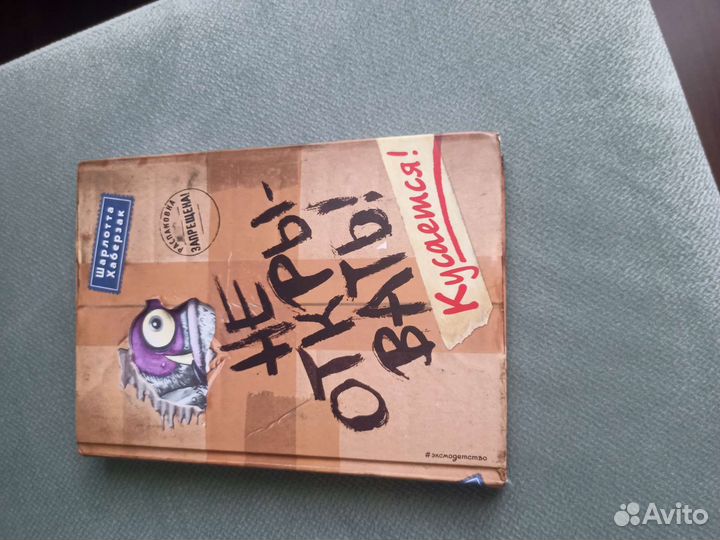 Шарлотта
Хаберзак
РАСПАКОВКА
ЗАПРЕЩЕНА!
НЕ
ОТКРЫ-
ВАТЬ!
Кусается!
#эксмодетство
Avito